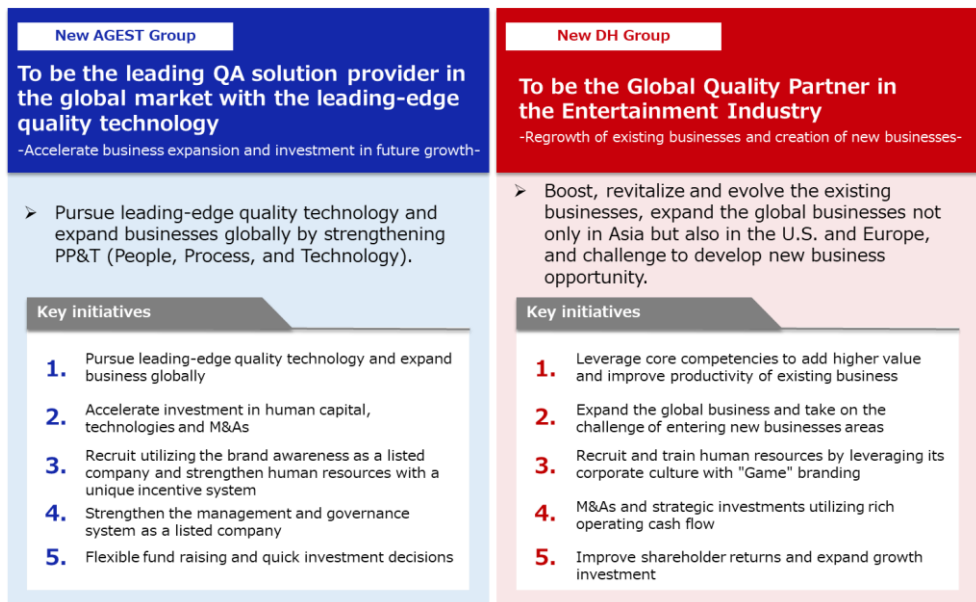 New AGEST Group
To be the leading QA solution provider in
the global market with the leading-edge
quality technology
-Accelerate business expansion and investment in future growth-
➢ Pursue leading-edge quality technology and
expand businesses globally by strengthening
PP&T (People, Process, and Technology).
Key initiatives
1. Pursue leading-edge quality technology and expand
business globally
2. Accelerate investment in human capital,
technologies and M&As
3. Recruit utilizing the brand awareness as a listed
company and strengthen human resources with a
unique incentive system
4. Strengthen the management and governance
system as a listed company
5. Flexible fund raising and quick investment decisions
New DH Group
To be the Global Quality Partner in
the Entertainment Industry
-Regrowth of existing businesses and creation of new businesses-
➢ Boost, revitalize and evolve the existing
businesses, expand the global businesses not
only in Asia but also in the U.S. and Europe,
and challenge to develop new business
opportunity.
Key initiatives
1. Leverage core competencies to add higher value
and improve productivity of existing business
2. Expand the global business and take on the
challenge of entering new businesses areas
3. Recruit and train human resources by leveraging its
corporate culture with "Game" branding
4. M&As and strategic investments utilizing rich
operating cash flow
5. Improve shareholder returns and expand growth
investment